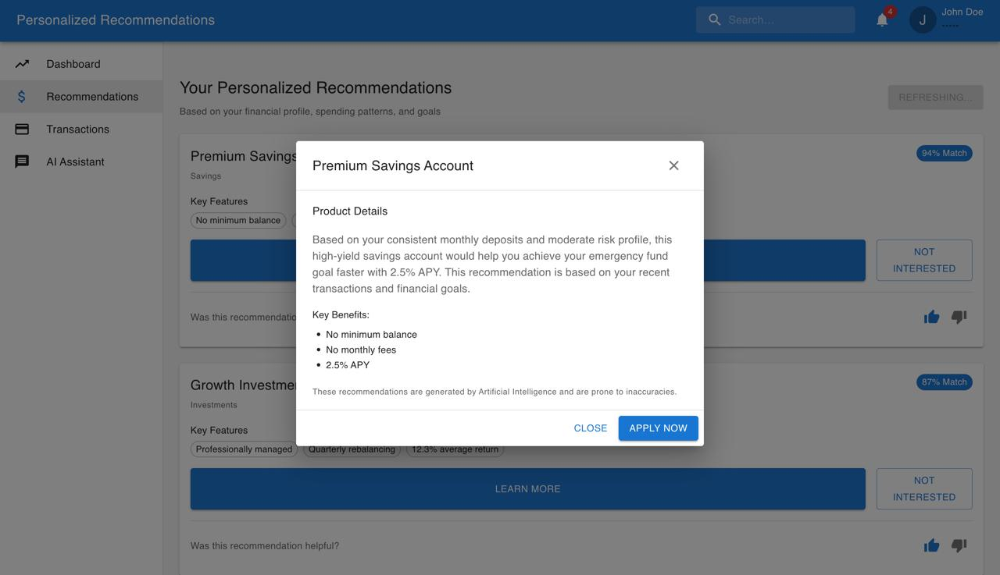 Personalized Recommendations
Search...
4
J
John Doe
Dashboard
Recommendations
Transactions
AI Assistant
Your Personalized Recommendations
Based on your financial profile, spending patterns, and goals
REFRESHING...
Premium Savings
94% Match
Savings
Key Features
No minimum balance
NOT
INTERESTED
Was this
Premium Savings Account
Product Details
Based on your consistent monthly deposits and moderate risk profile, this
high-yield savings account would help you achieve your emergency fund
goal faster with 2.5% APY. This recommendation is based on your recent
transactions and financial goals.
Key Benefits:
• No minimum balance
• No monthly fees
• 2.5% APY
These recommendations are generated by Artificial Intelligence and are prone to inaccuracies.
CLOSE
APPLY NOW
Growth
87% Match
Investments
Key Features
Professionally managed
Quarterly rebalancing
12.3% average return
LEARN MORE
NOT
INTERESTED
Was this recommendation helpful?